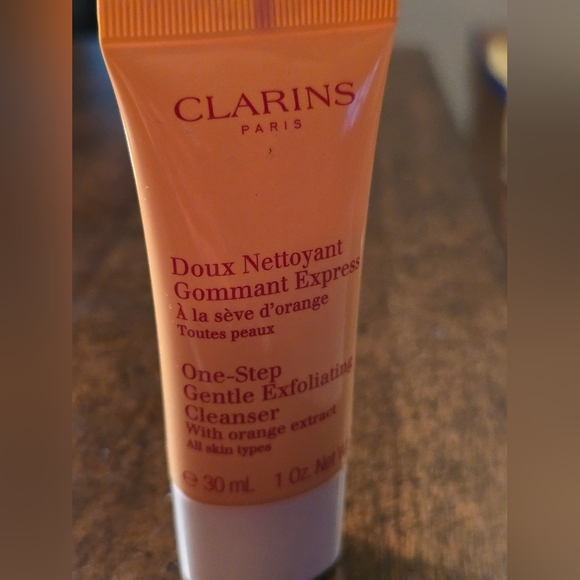 CLARINS
PARIS
Doux Nettoyant
Gommant Express
À la sève d'orange
Toutes peaux
One-Step
Gentle Exfoliating
Cleanser
With orange extract
All skin types
℮ 30 mL 1 Oz. Net